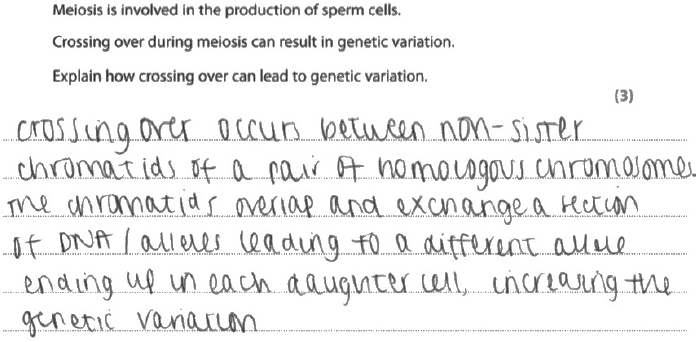 Meiosis is involved in the production of sperm cells.
Crossing over during meiosis can result in genetic variation.
Explain how crossing over can lead to genetic variation.
(3)
crossing over occurs between non-sister
chromatids of a pair of homologous chromosomes.
The chromatids overlap and exchange a section
of DNA / alleles leading to a different allele
ending up in each daughter cell, increasing the
genetic variation